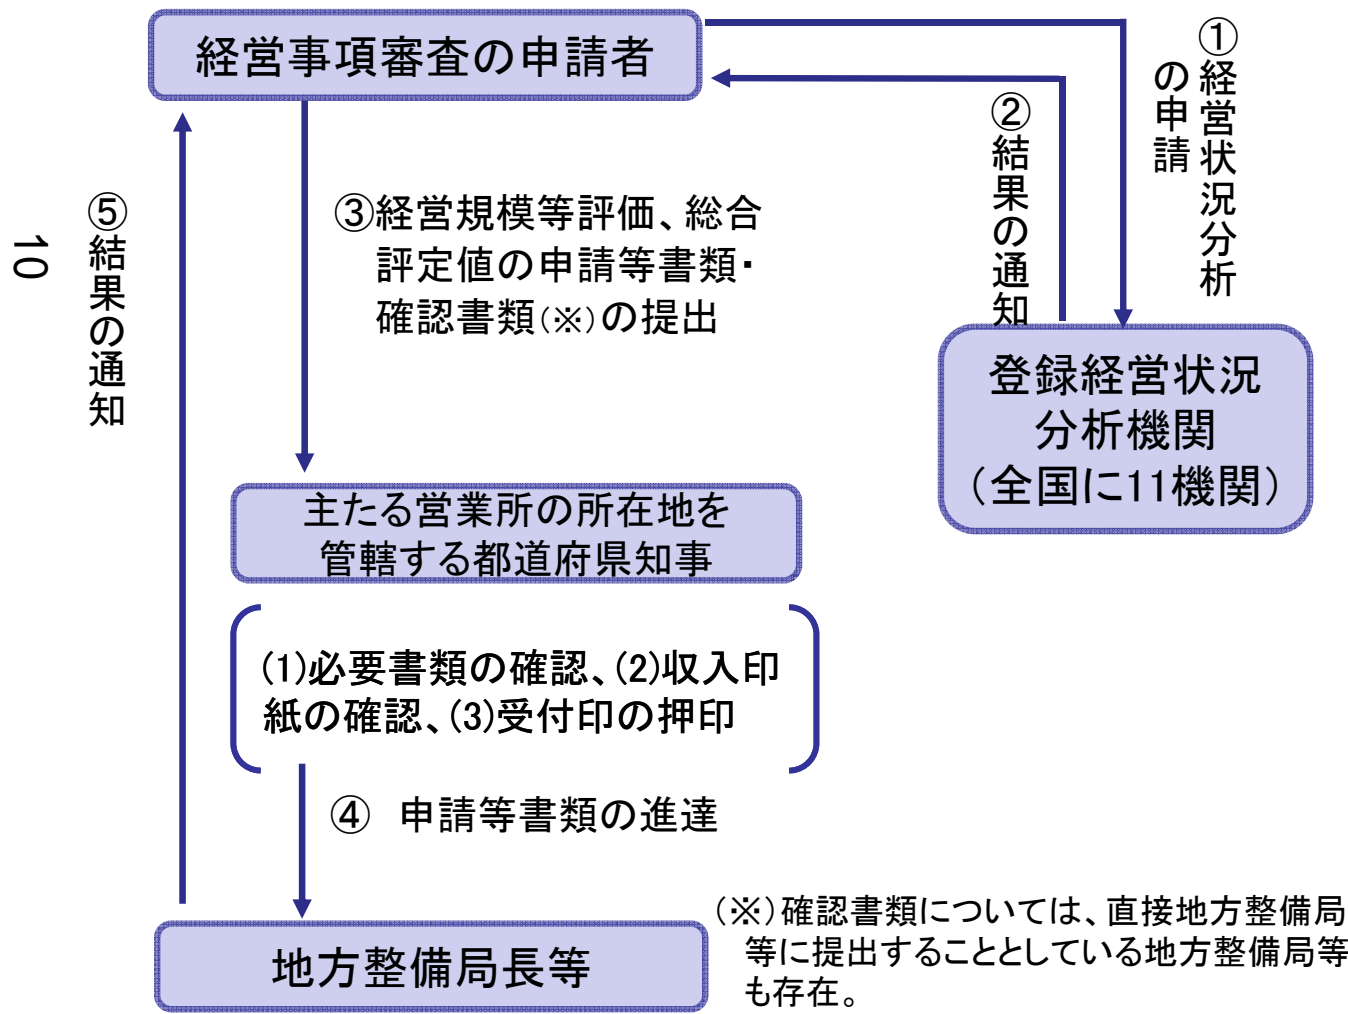 経営事項審査の申請者
①経営状況分析
の申請
②結果の通知
③経営規模等評価、総合
評定値の申請等書類・
確認書類(※)の提出
⑤結果の通知
10
登録経営状況
分析機関
(全国に11機関)
主たる営業所の所在地を
管轄する都道府県知事
(1)必要書類の確認、(2)収入印
紙の確認、(3)受付印の押印
④ 申請等書類の進達
地方整備局長等
(※)確認書類については、直接地方整備局
等に提出することとしている地方整備局等
も存在。